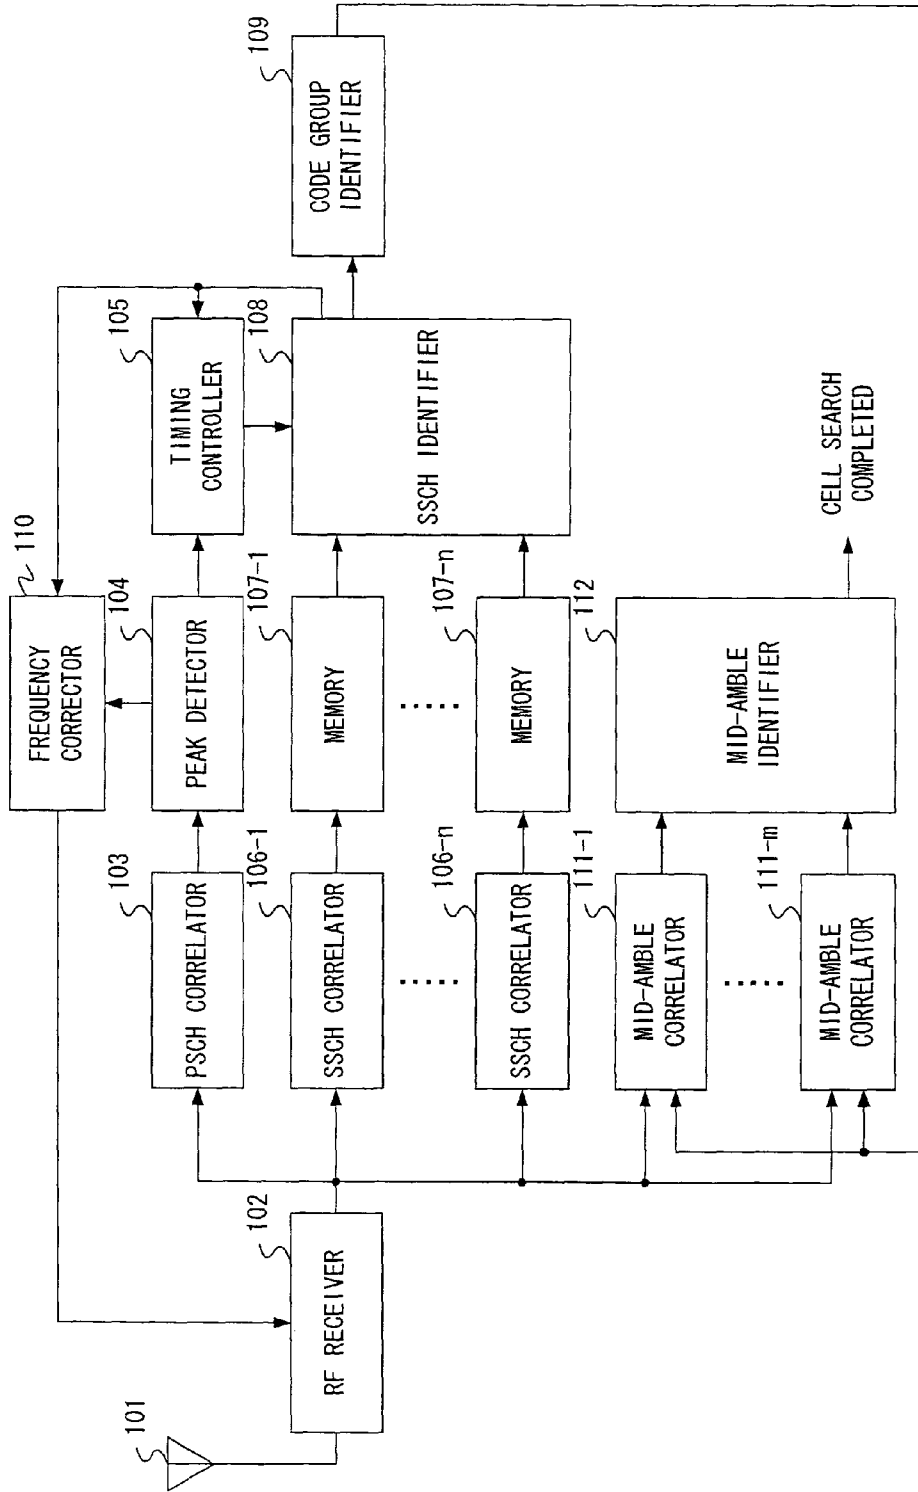 101
102
RF RECEIVER
110
FREQUENCY
CORRECTOR
103
PSCH CORRELATOR
104
PEAK DETECTOR
105
TIMING
CONTROLLER
106-1
SSCH CORRELATOR
107-1
MEMORY
108
SSCH IDENTIFIER
109
CODE GROUP
IDENTIFIER
106-n
SSCH CORRELATOR
107-n
MEMORY
111-1
MID-AMBLE
CORRELATOR
112
MID-AMBLE
IDENTIFIER
CELL SEARCH
COMPLETED
111-m
MID-AMBLE
CORRELATOR